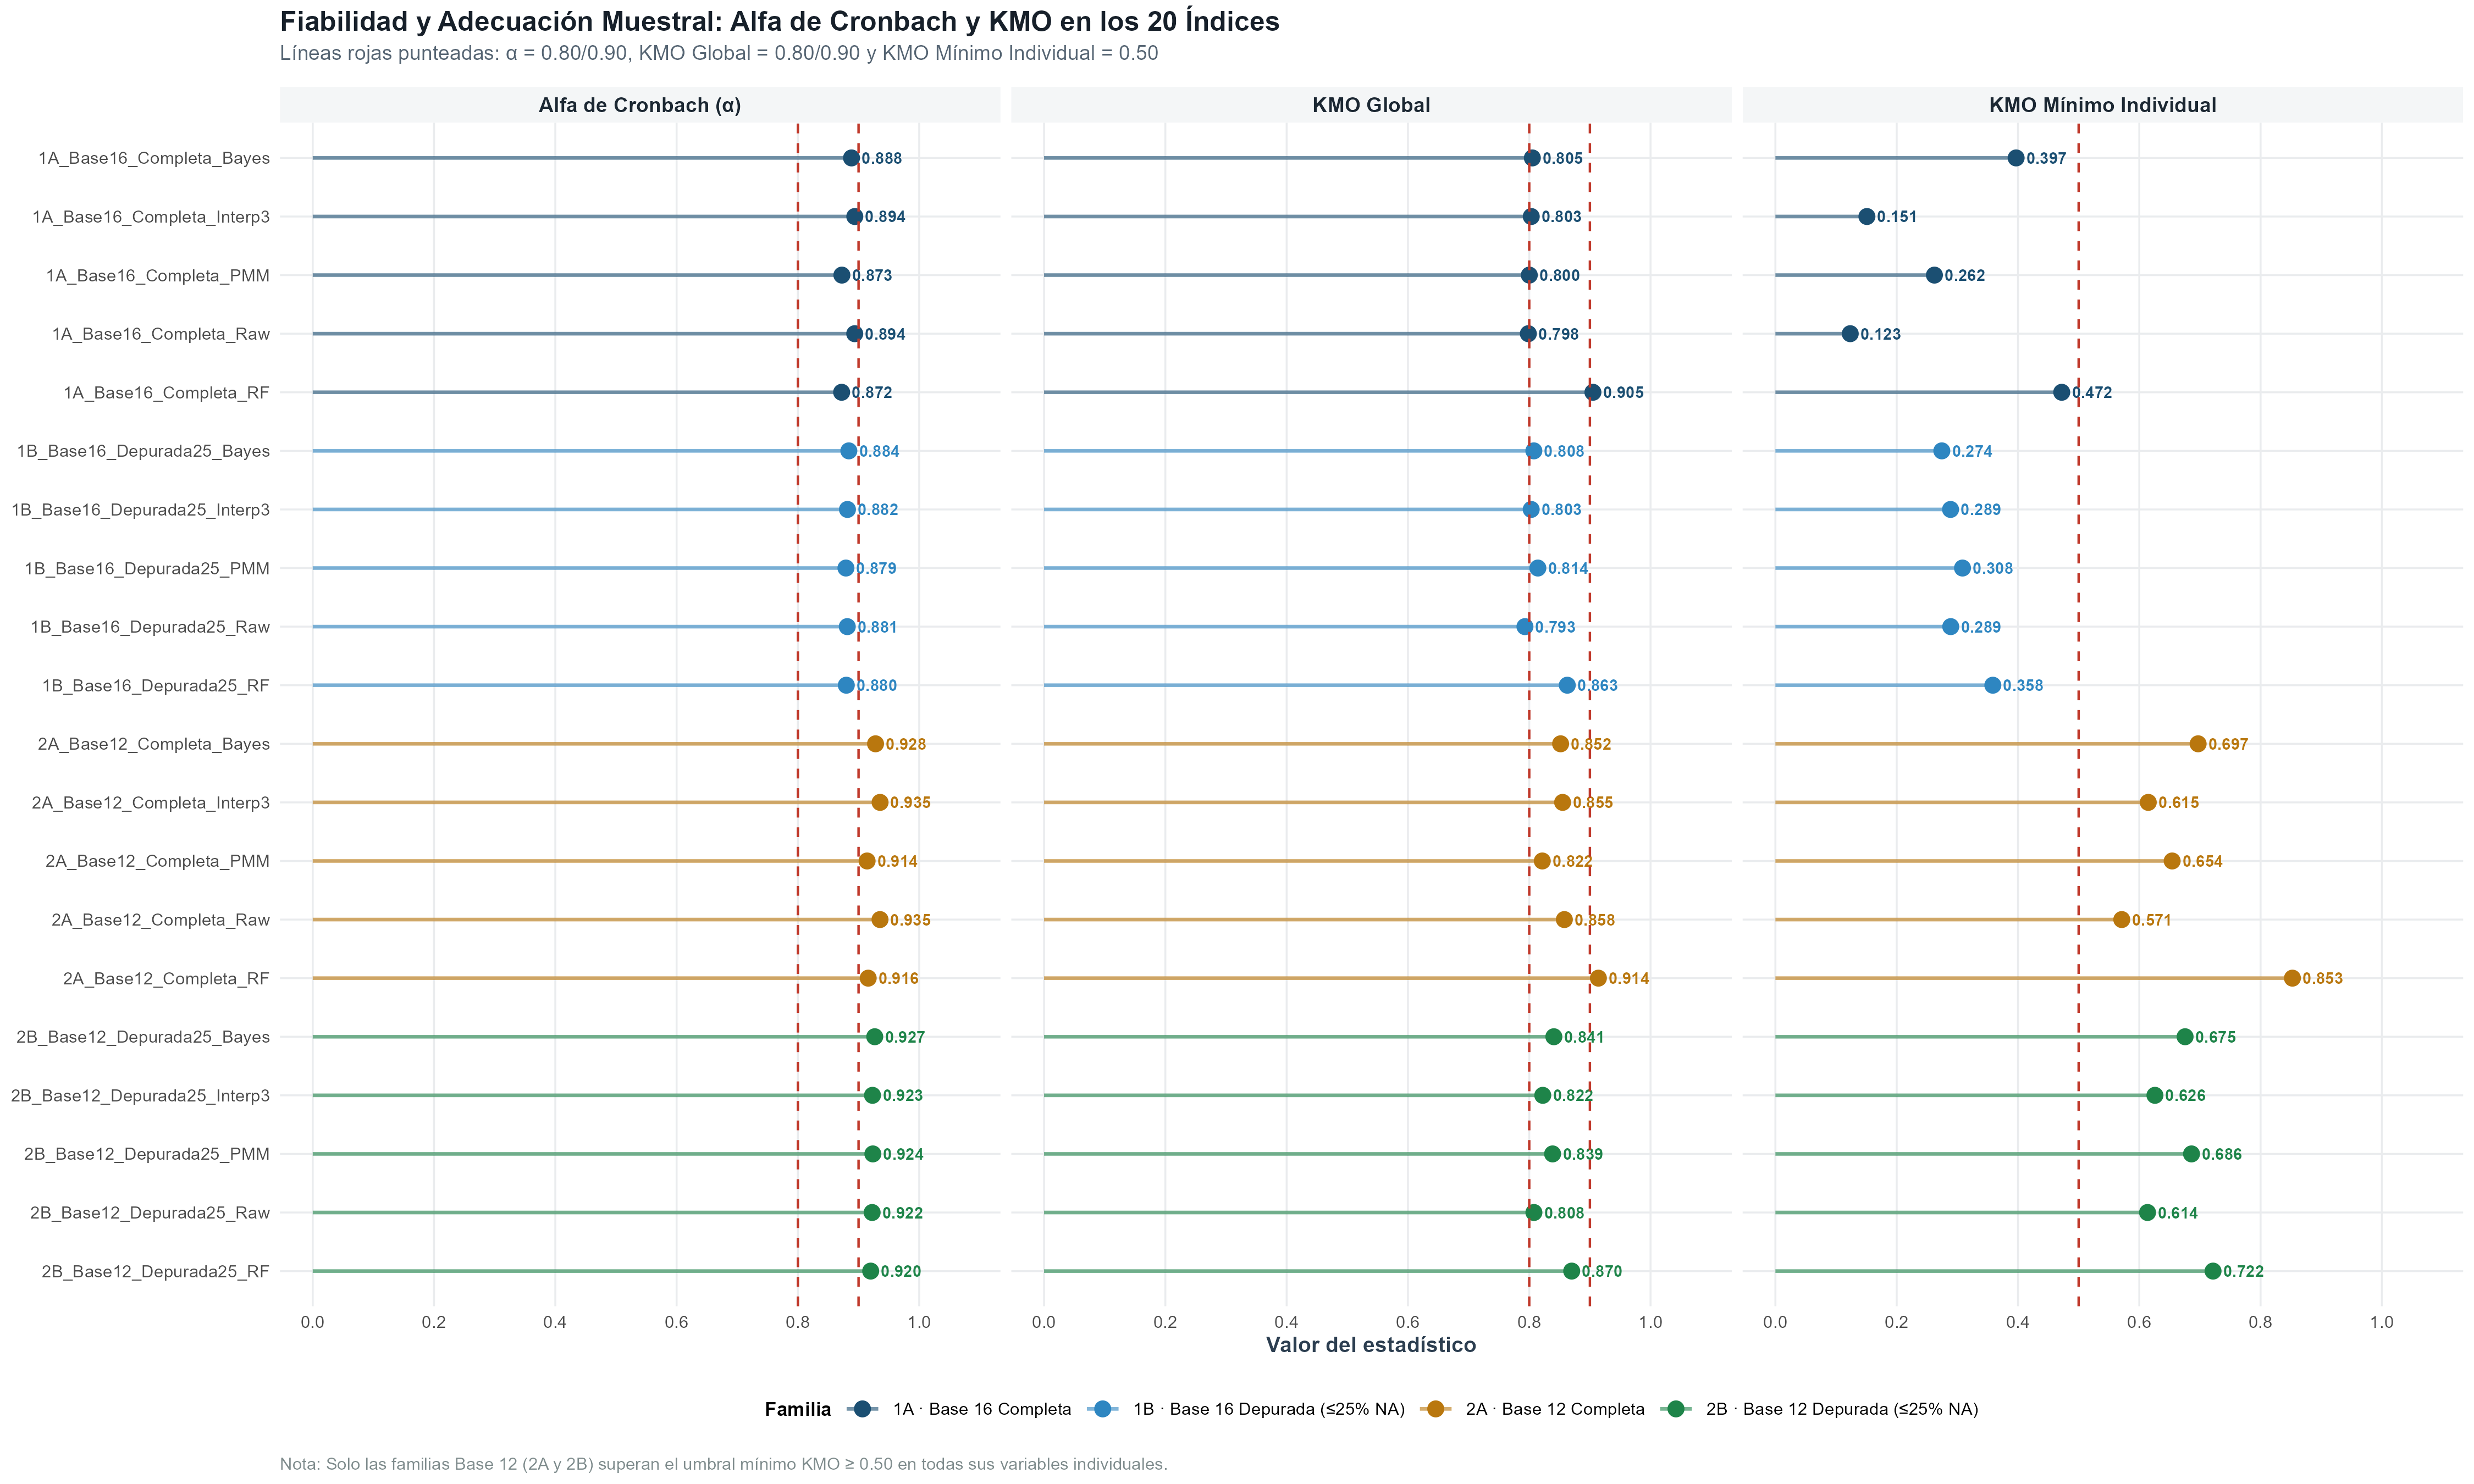 Fiabilidad y Adecuación Muestral: Alfa de Cronbach y KMO en los 20 Índices
Líneas rojas punteadas: α = 0.80/0.90, KMO Global = 0.80/0.90 y KMO Mínimo Individual = 0.50
Alfa de Cronbach (α) KMO Global KMO Mínimo Individual
1A_Base16_Completa_Bayes 0.888 0.805 0.397
1A_Base16_Completa_Interp3 0.894 0.803 0.151
1A_Base16_Completa_PMM 0.873 0.800 0.262
1A_Base16_Completa_Raw 0.894 0.798 0.123
1A_Base16_Completa_RF 0.872 0.905 0.472
1B_Base16_Depurada25_Bayes 0.884 0.808 0.274
1B_Base16_Depurada25_Interp3 0.882 0.803 0.289
1B_Base16_Depurada25_PMM 0.879 0.814 0.308
1B_Base16_Depurada25_Raw 0.881 0.793 0.289
1B_Base16_Depurada25_RF 0.880 0.863 0.358
2A_Base12_Completa_Bayes 0.928 0.852 0.697
2A_Base12_Completa_Interp3 0.935 0.855 0.615
2A_Base12_Completa_PMM 0.914 0.822 0.654
2A_Base12_Completa_Raw 0.935 0.858 0.571
2A_Base12_Completa_RF 0.916 0.914 0.853
2B_Base12_Depurada25_Bayes 0.927 0.841 0.675
2B_Base12_Depurada25_Interp3 0.923 0.822 0.626
2B_Base12_Depurada25_PMM 0.924 0.839 0.686
2B_Base12_Depurada25_Raw 0.922 0.808 0.614
2B_Base12_Depurada25_RF 0.920 0.870 0.722
0.0 0.2 0.4 0.6 0.8 1.0 0.0 0.2 0.4 0.6 0.8 1.0 0.0 0.2 0.4 0.6 0.8 1.0
Valor del estadístico
Familia 1A · Base 16 Completa 1B · Base 16 Depurada (≤25% NA) 2A · Base 12 Completa 2B · Base 12 Depurada (≤25% NA)
Nota: Solo las familias Base 12 (2A y 2B) superan el umbral mínimo KMO ≥ 0.50 en todas sus variables individuales.